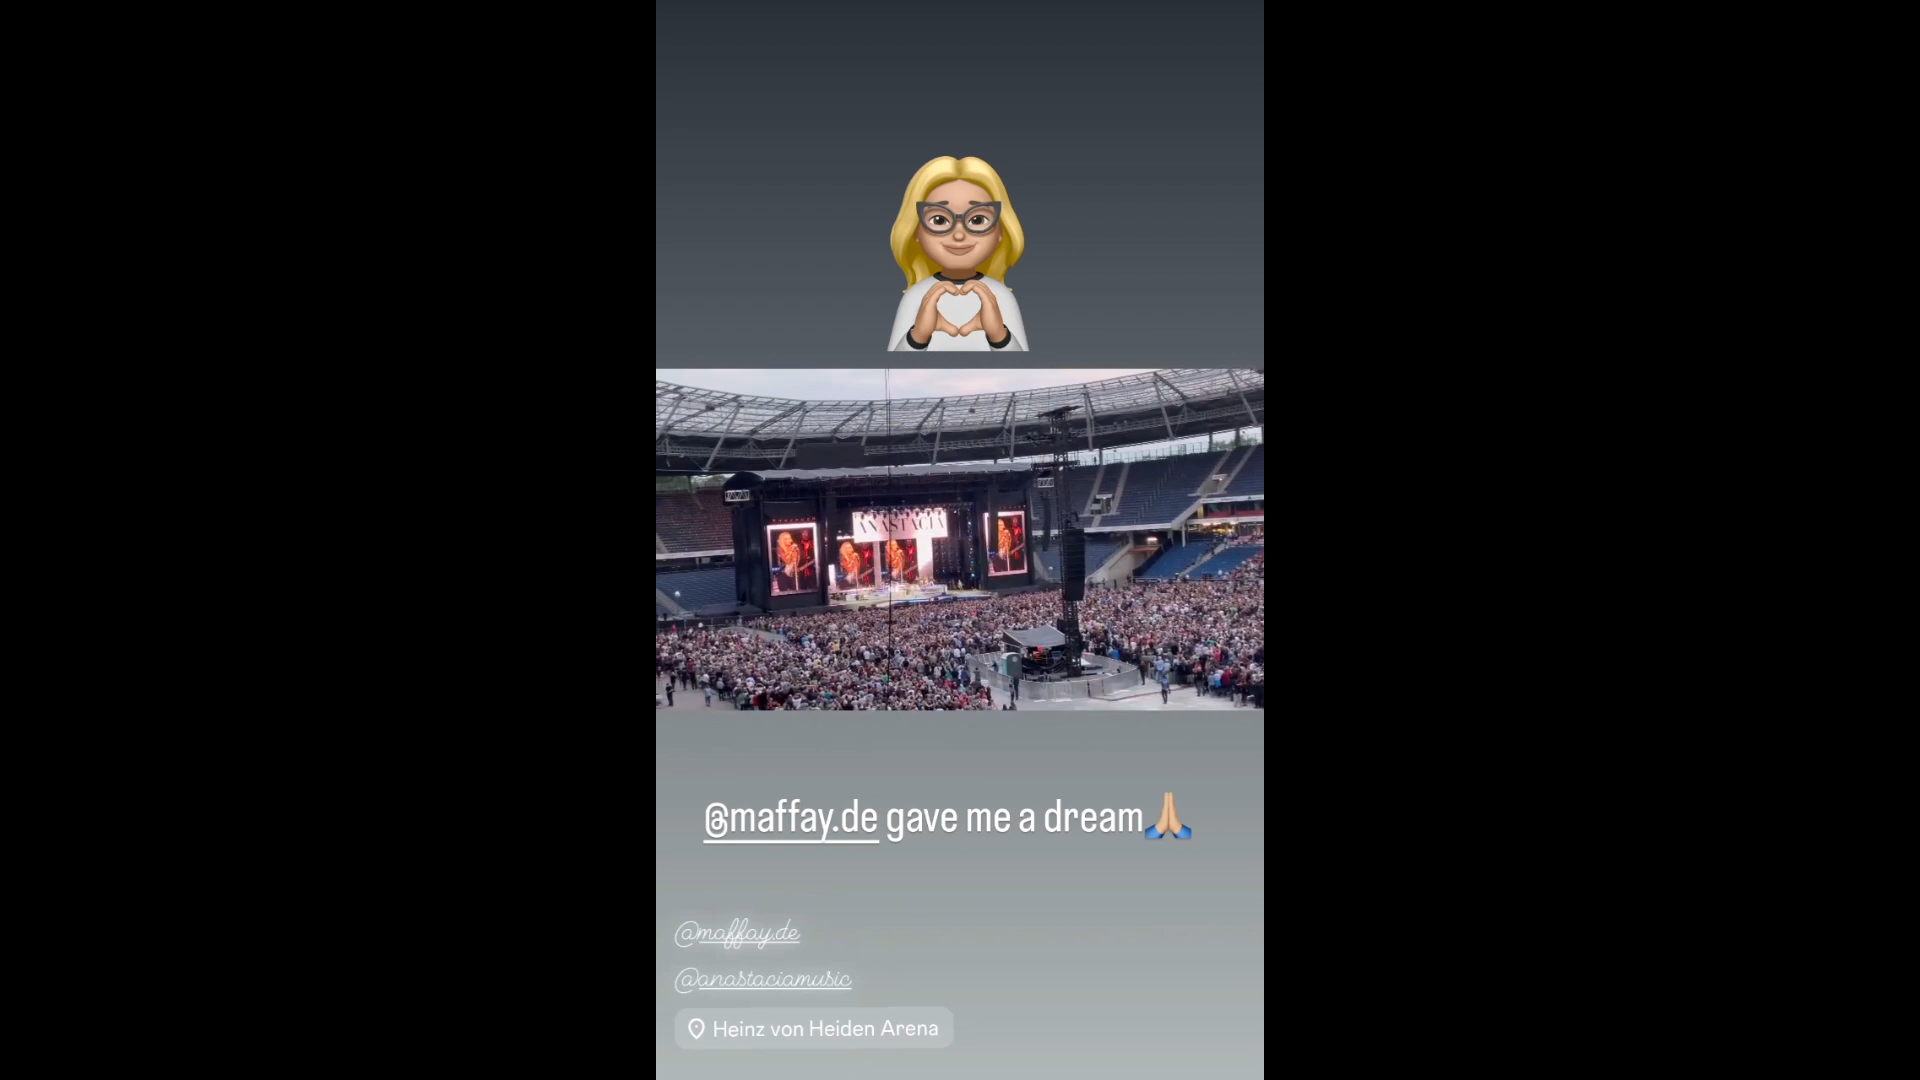 ANASTACIA
@maffay.de gave me a dream🙏🏼
@maffay.de
@anastaciamusic
Heinz von Heiden Arena